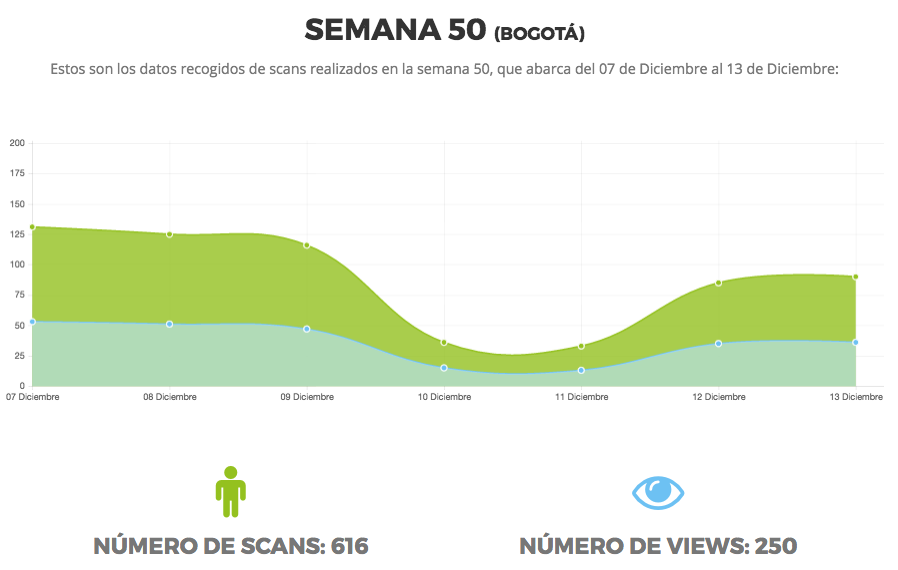 SEMANA 50 (BOGOTÁ)
Estos son los datos recogidos de scans realizados en la semana 50, que abarca del 07 de Diciembre al 13 de Diciembre:
200
175
150
125
100
75
50
25
0
07 Diciembre 08 Diciembre 09 Diciembre 10 Diciembre 11 Diciembre 12 Diciembre 13 Diciembre
NÚMERO DE SCANS: 616 NÚMERO DE VIEWS: 250